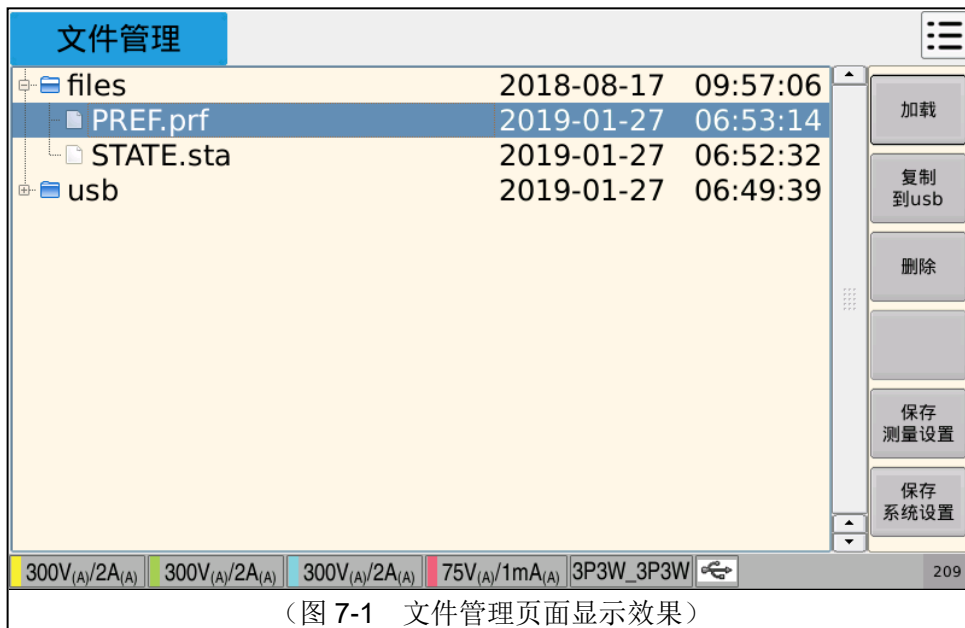 文件管理
files 2018-08-17 09:57:06
PREF.prf 2019-01-27 06:53:14
STATE.sta 2019-01-27 06:52:32
usb 2019-01-27 06:49:39
加载
复制
到usb
删除
保存
测量设置
保存
系统设置
300V(A)/2A(A) 300V(A)/2A(A) 300V(A)/2A(A) 75V(A)/1mA(A) 3P3W_3P3W 209
（图 7-1 文件管理页面显示效果）